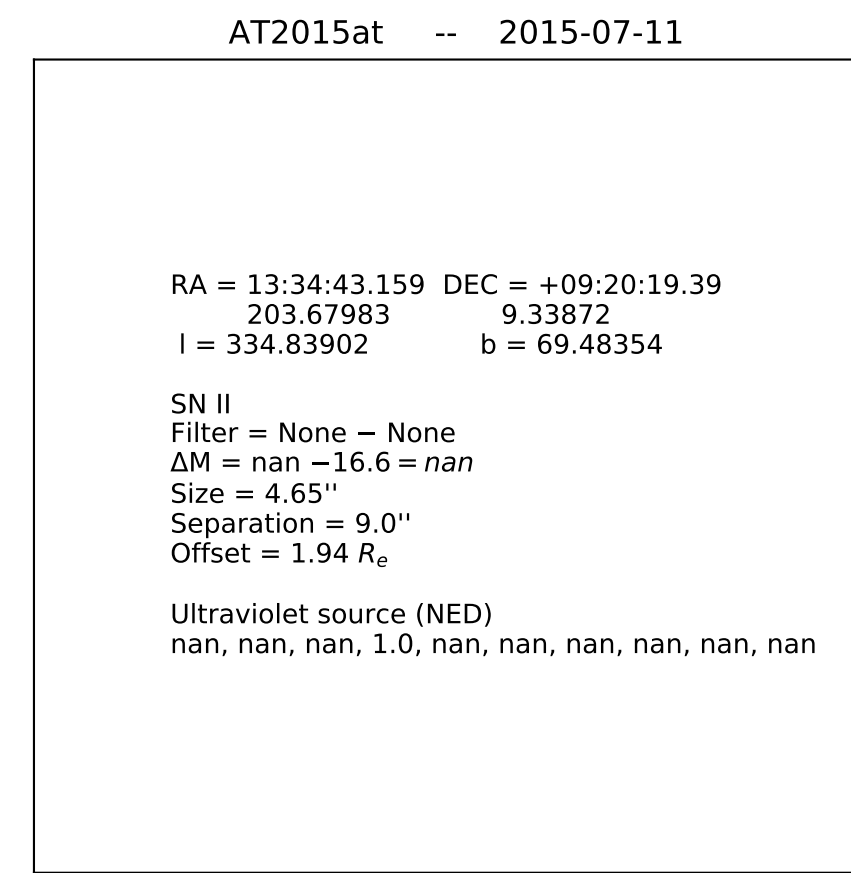 AT2015at -- 2015-07-11
RA = 13:34:43.159 DEC = +09:20:19.39
203.67983 9.33872
l = 334.83902 b = 69.48354
SN II
Filter = None − None
ΔM = nan −16.6 = nan
Size = 4.65''
Separation = 9.0''
Offset = 1.94 Rₑ
Ultraviolet source (NED)
nan, nan, nan, 1.0, nan, nan, nan, nan, nan, nan